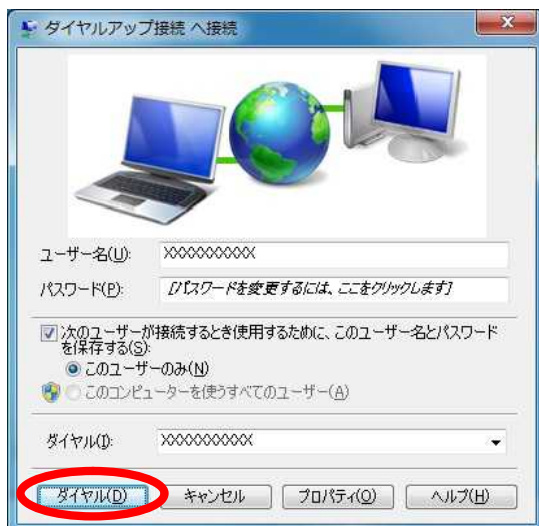 ダイヤルアップ接続 へ接続
ユーザー名(U): XXXXXXXXXX
パスワード(P): [パスワードを変更するには、ここをクリックします]
次のユーザーが接続するとき使用するために、このユーザー名とパスワード
を保存する(S):
このユーザーのみ(N)
このコンピューターを使うすべてのユーザー(A)
ダイヤル(I): XXXXXXXXXX
ダイヤル(D) キャンセル プロパティ(O) ヘルプ(H)